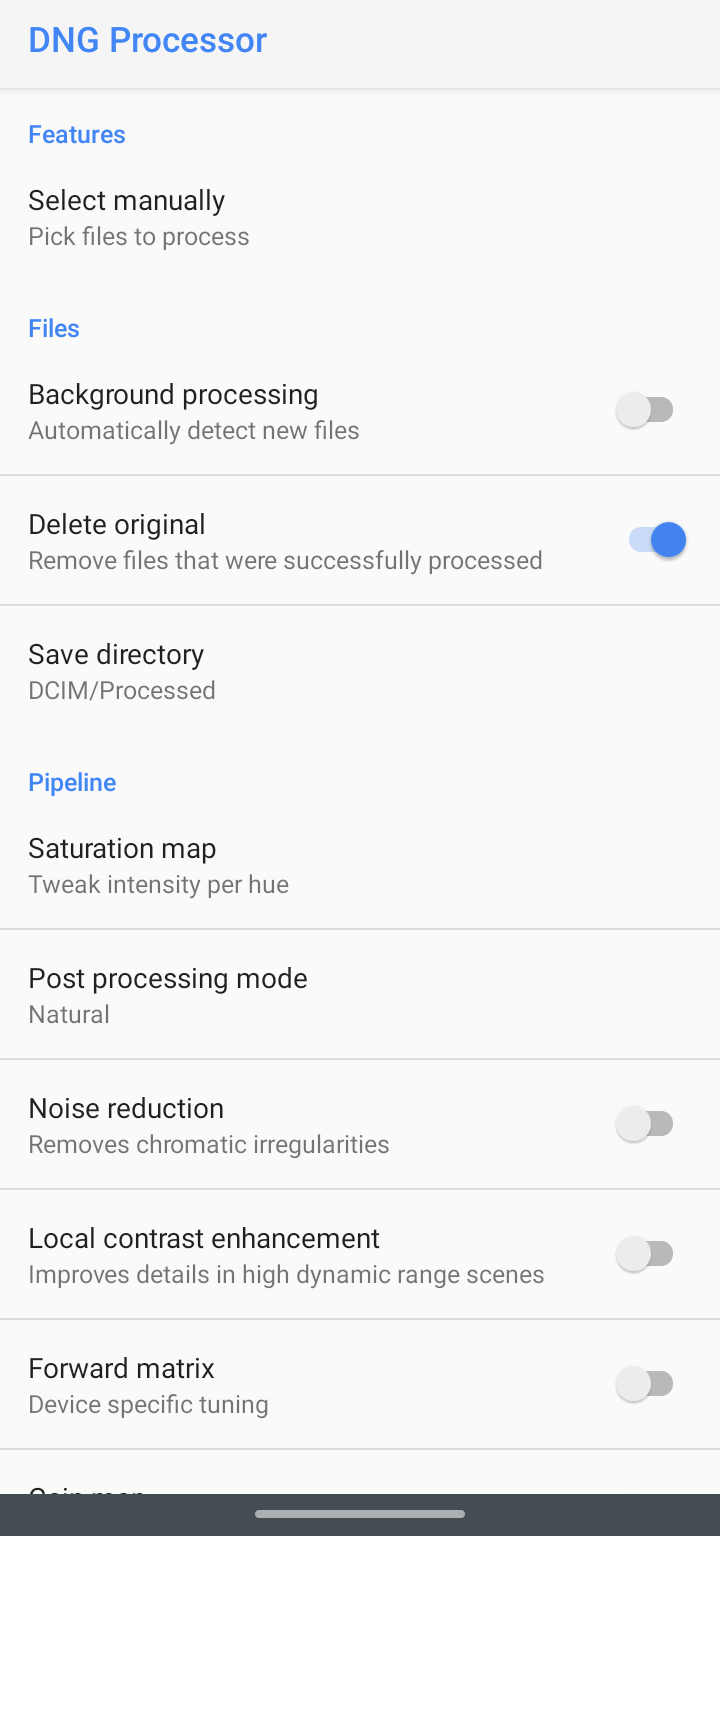 DNG Processor
Features
Select manually
Pick files to process
Files
Background processing
Automatically detect new files
Delete original
Remove files that were successfully processed
Save directory
DCIM/Processed
Pipeline
Saturation map
Tweak intensity per hue
Post processing mode
Natural
Noise reduction
Removes chromatic irregularities
Local contrast enhancement
Improves details in high dynamic range scenes
Forward matrix
Device specific tuning